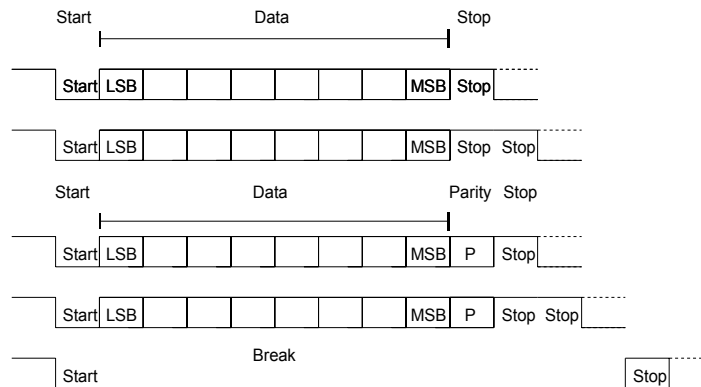 Start Data Stop
Start LSB MSB Stop
Start LSB MSB Stop Stop
Start Data Parity Stop
Start LSB MSB P Stop
Start LSB MSB P Stop Stop
Break
Start Stop